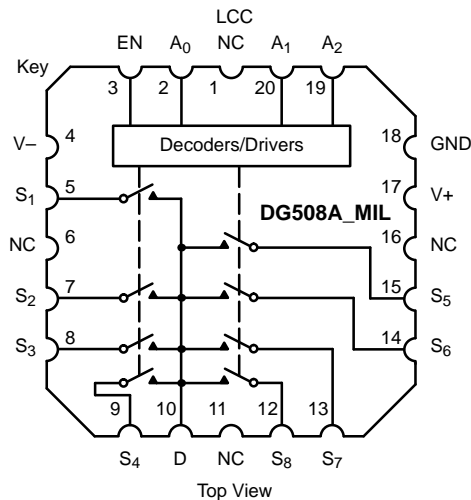 LCC
EN A0 NC A1 A2
Key
3 2 1 20 19
V– 4 Decoders/Drivers 18 GND
S1 5 17 V+
DG508A_MIL
NC 6 16 NC
S2 7 15 S5
S3 8 14 S6
9 10 11 12 13
S4 D NC S8 S7
Top View